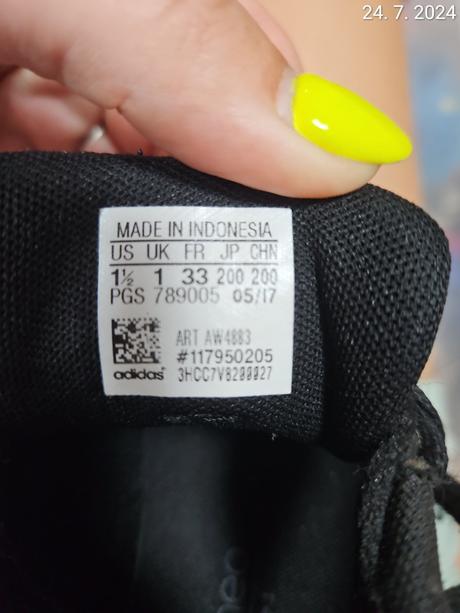 24. 7. 2024
MADE IN INDONESIA
US UK FR JP CHN
1½ 1 33 200 200
PGS 789005 05/17
ART AW4883
#117950205
adidas® 3HCC7V8200027